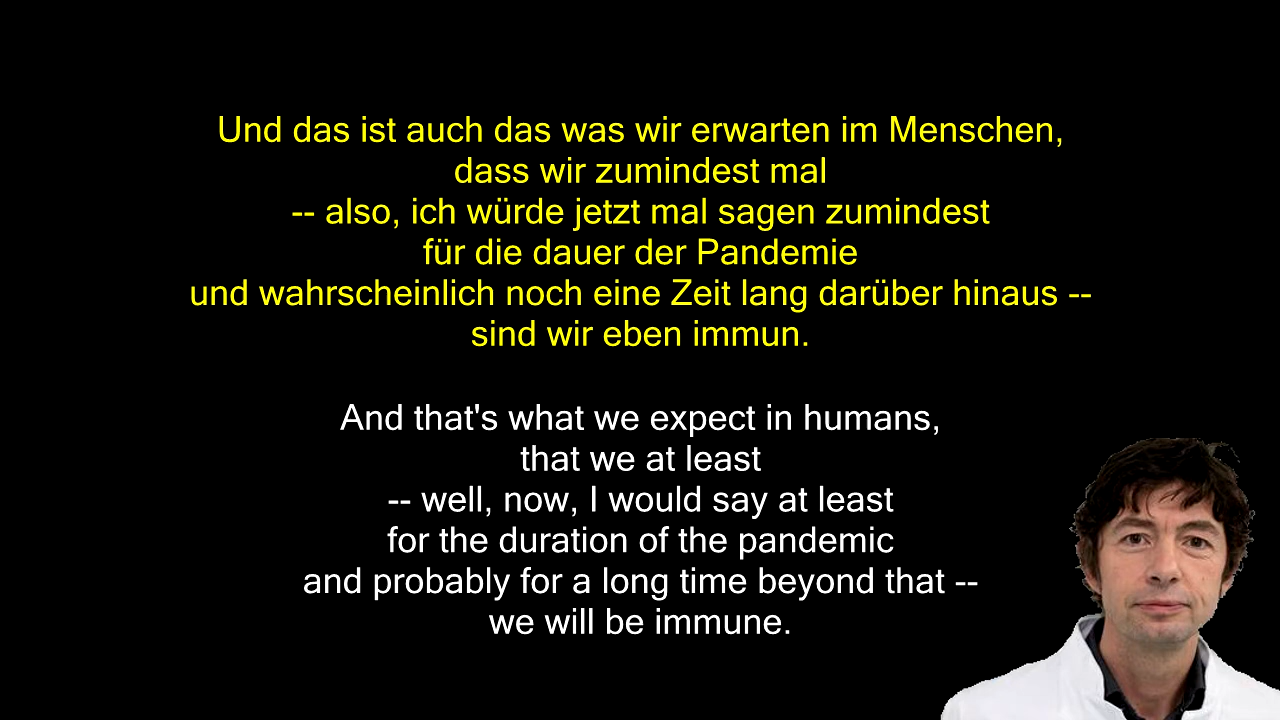 Und das ist auch das was wir erwarten im Menschen,
dass wir zumindest mal
-- also, ich würde jetzt mal sagen zumindest
für die dauer der Pandemie
und wahrscheinlich noch eine Zeit lang darüber hinaus --
sind wir eben immun.
And that's what we expect in humans,
that we at least
-- well, now, I would say at least
for the duration of the pandemic
and probably for a long time beyond that --
we will be immune.